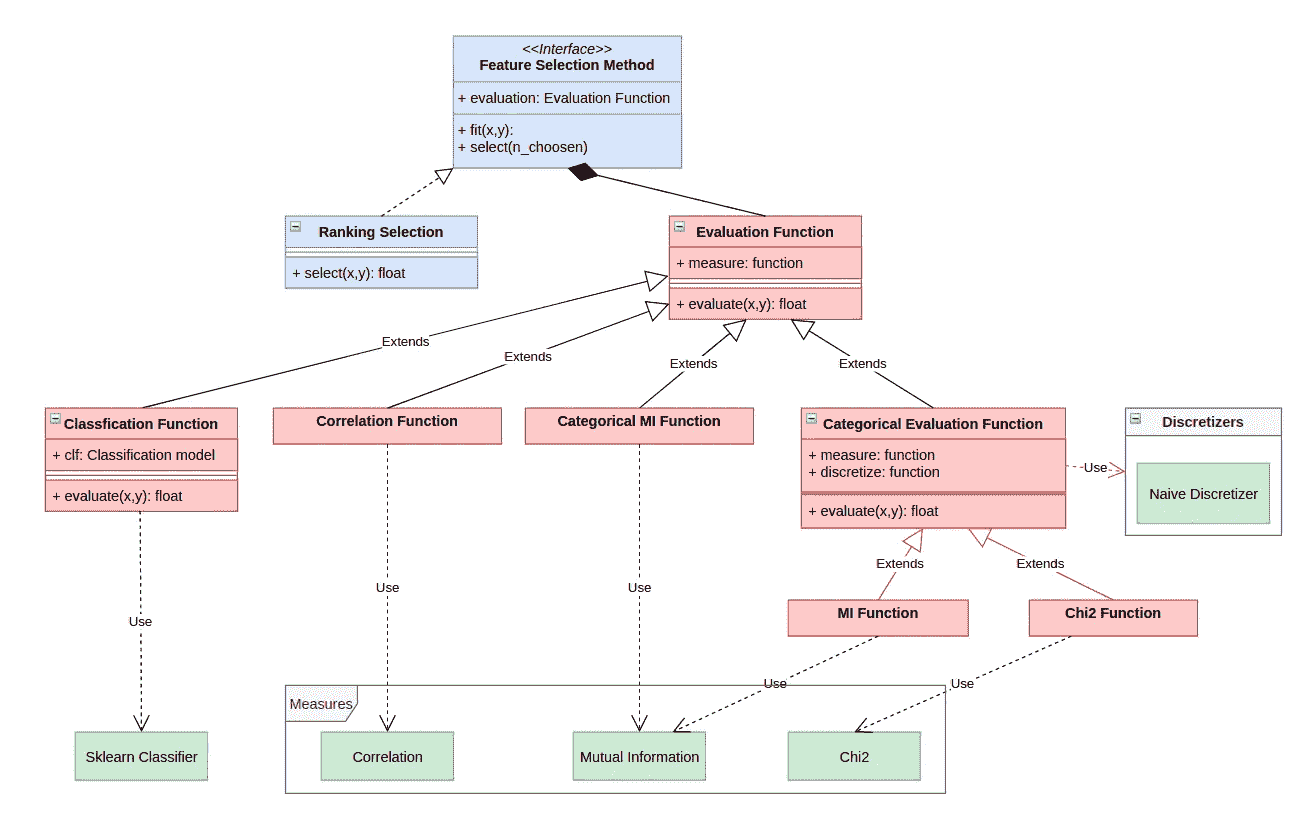 <<Interface>>
Feature Selection Method
+ evaluation: Evaluation Function
+ fit(x,y):
+ select(n_choosen)
Ranking Selection
+ select(x,y): float
Evaluation Function
+ measure: function
+ evaluate(x,y): float
Extends
Extends
Extends
Extends
Classfication Function
+ clf: Classification model
+ evaluate(x,y): float
Correlation Function
Categorical MI Function
Categorical Evaluation Function
+ measure: function
+ discretize: function
+ evaluate(x,y): float
Use
Discretizers
Naive Discretizer
Extends
Extends
MI Function
Chi2 Function
Use
Use
Use
Use
Use
Measures
Sklearn Classifier
Correlation
Mutual Information
Chi2